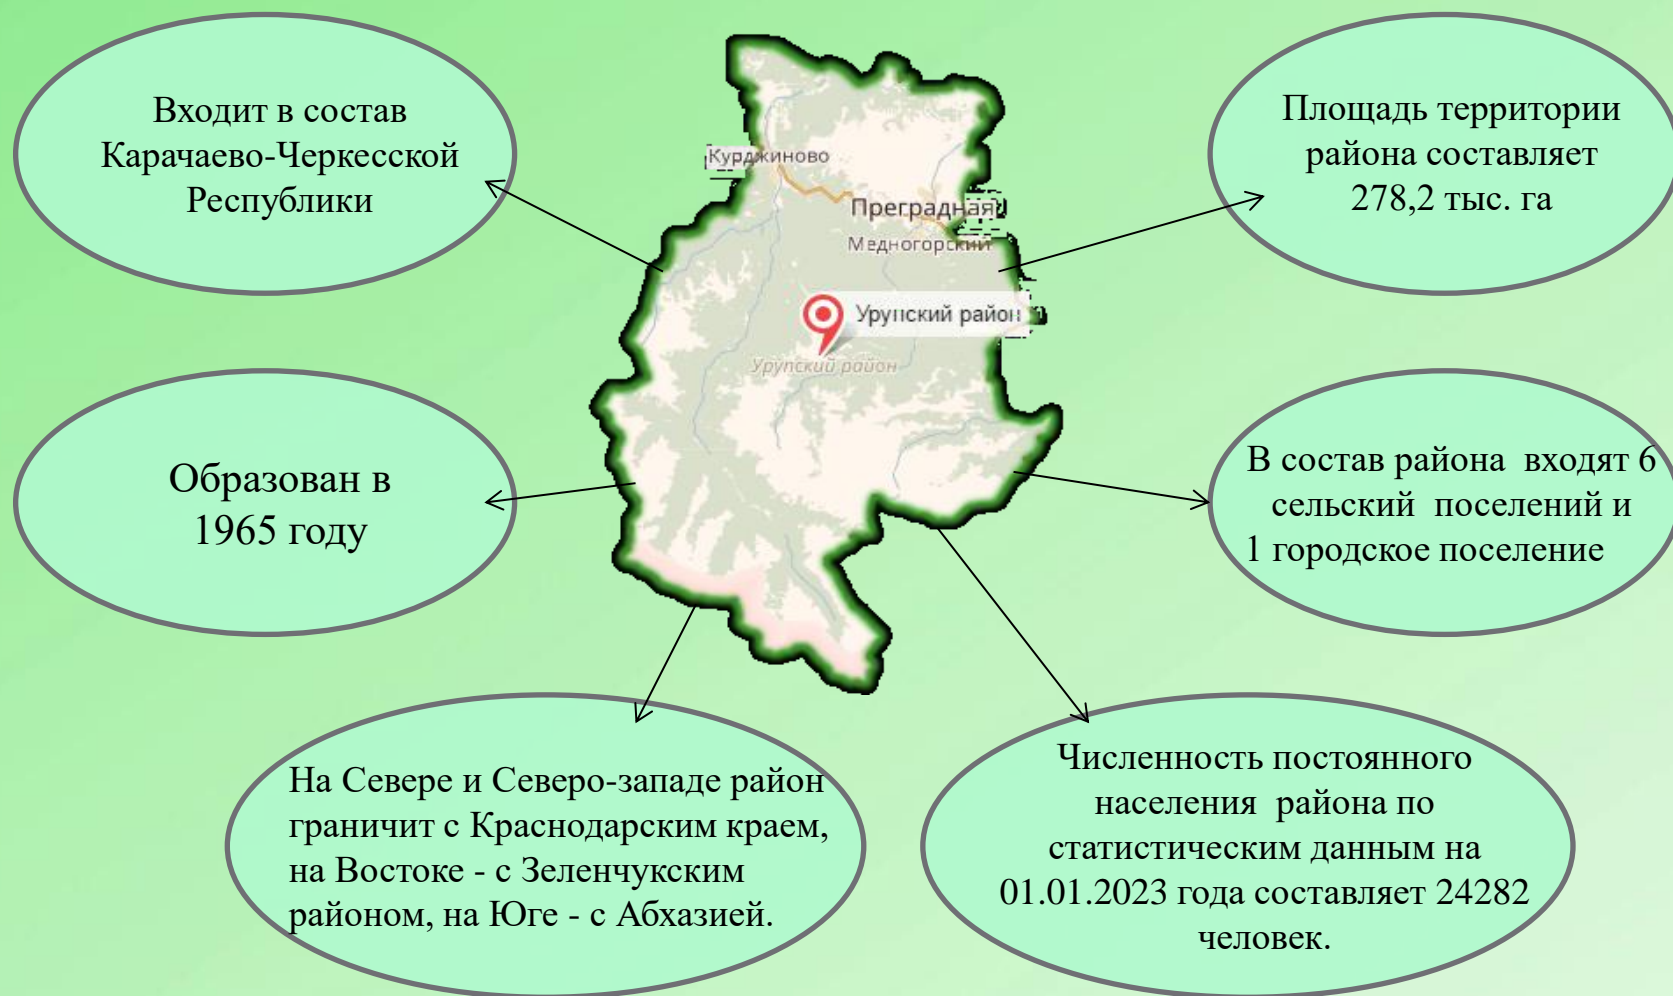 Входит в состав
Карачаево-Черкесской
Республики
Площадь территории
района составляет
278,2 тыс. га
Курджиново
Преградная
Медногорский
Урупский район
Урупский район
Образован в
1965 году
В состав района входят 6
сельский поселений и
1 городское поселение
На Севере и Северо-западе район
граничит с Краснодарским краем,
на Востоке - с Зеленчукским
районом, на Юге - с Абхазией.
Численность постоянного
населения района по
статистическим данным на
01.01.2023 года составляет 24282
человек.